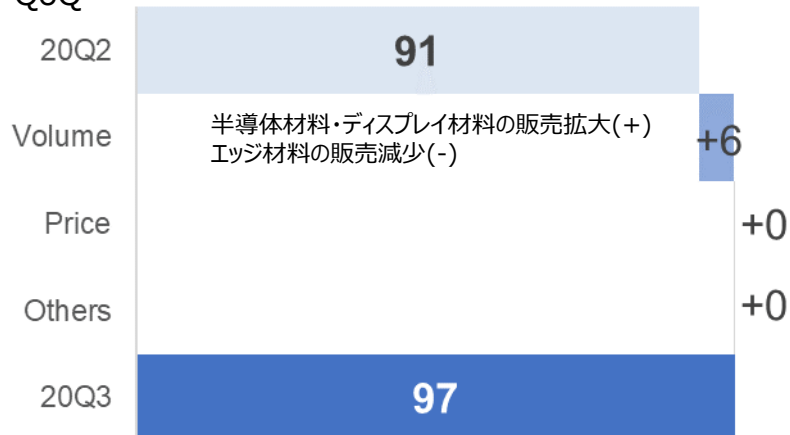 QoQ
20Q2
91
Volume
半導体材料・ディスプレイ材料の販売拡大(+)
エッジ材料の販売減少(-)
+6
Price
+0
Others
+0
20Q3
97